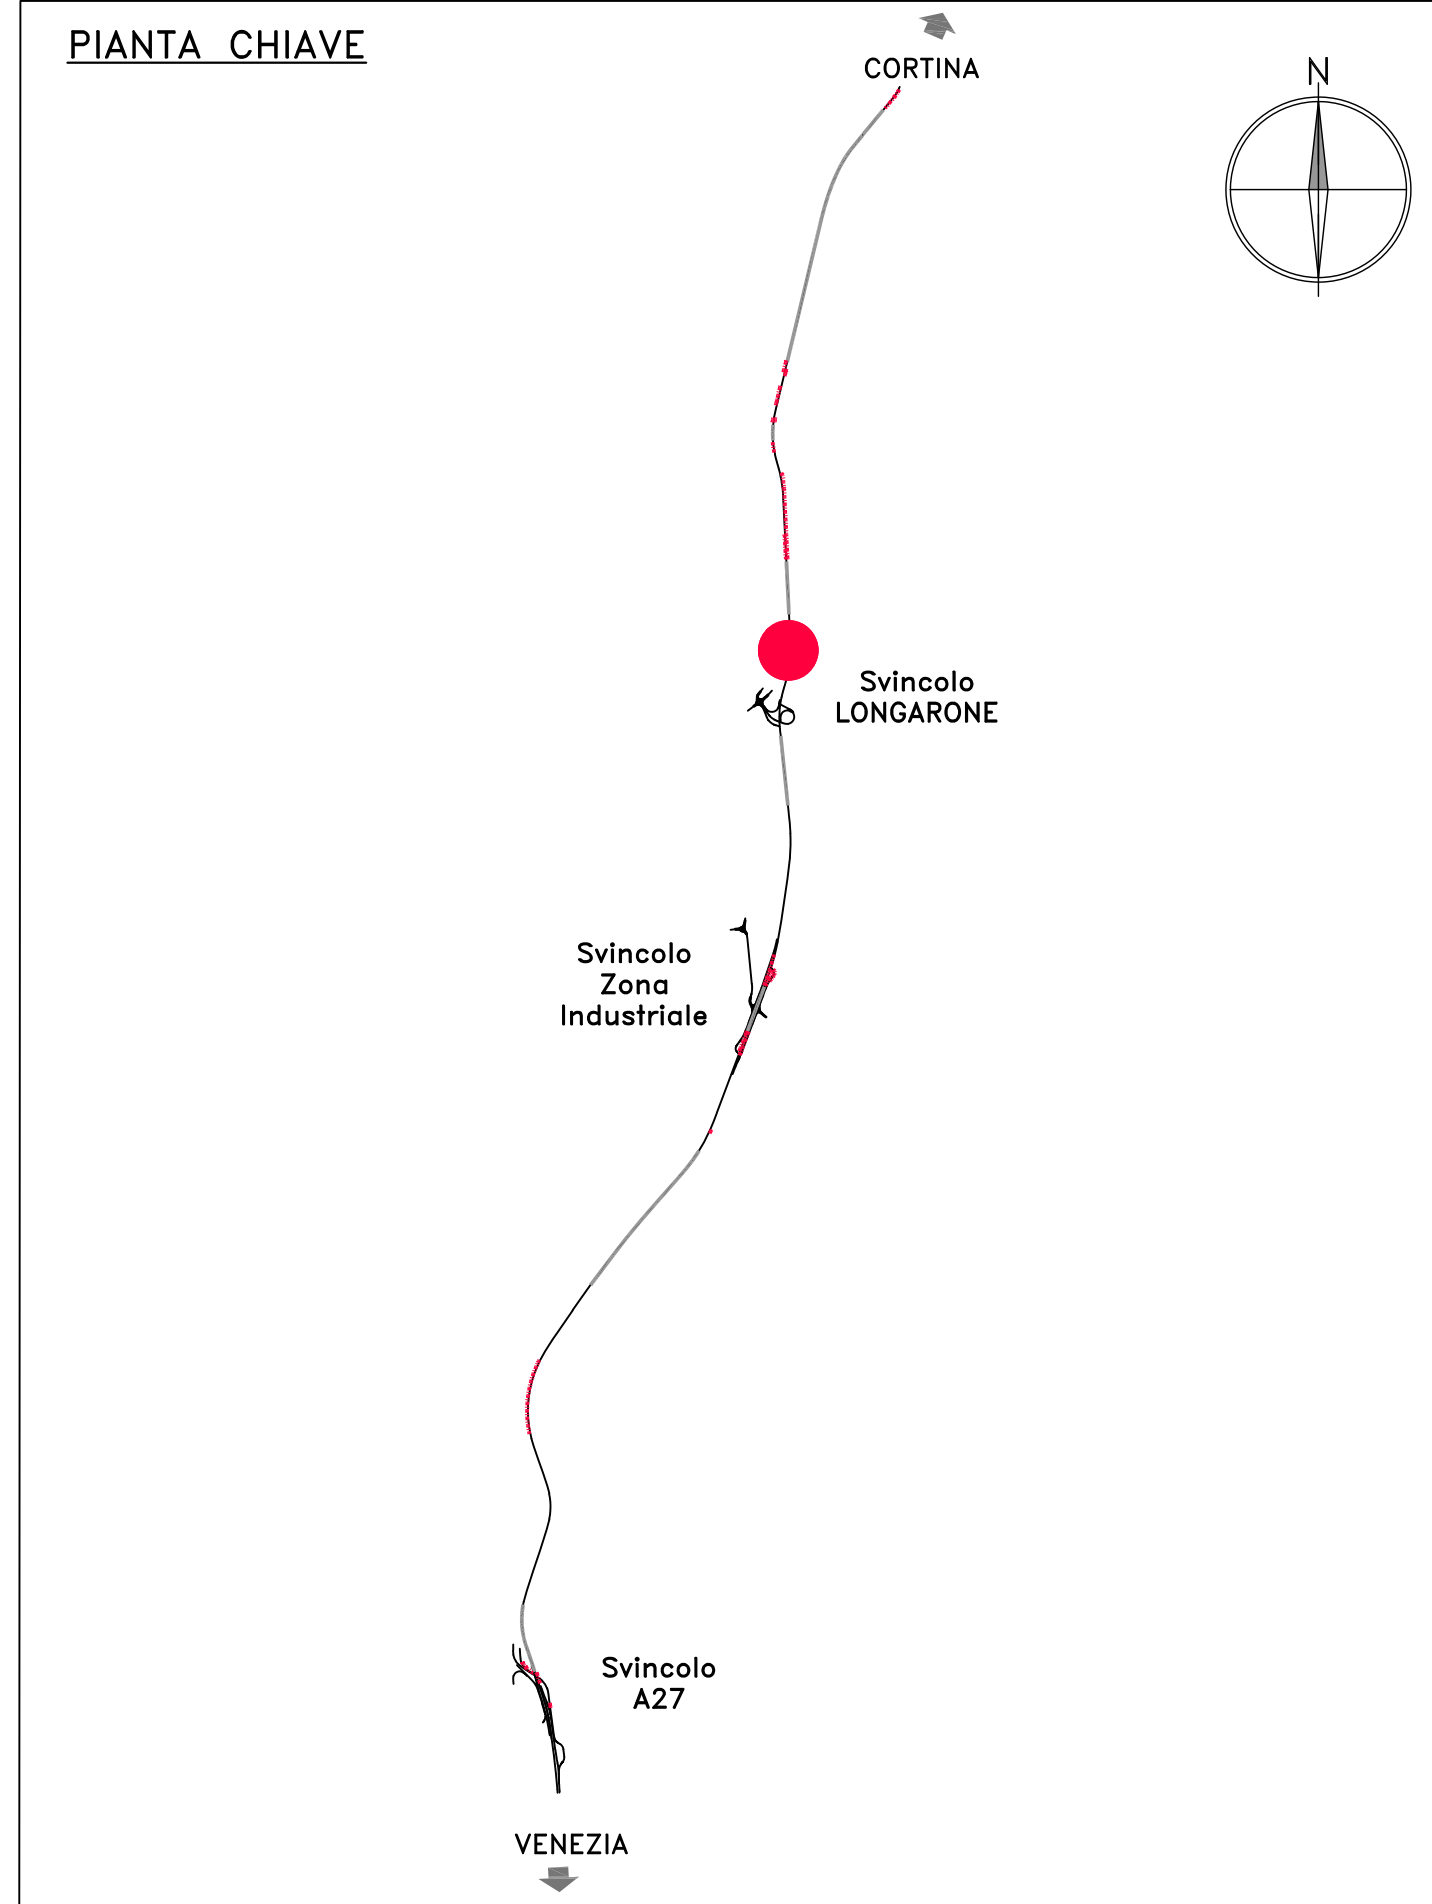 PIANTA CHIAVE
CORTINA
N
Svincolo
LONGARONE
Svincolo
Zona
Industriale
Svincolo
A27
VENEZIA